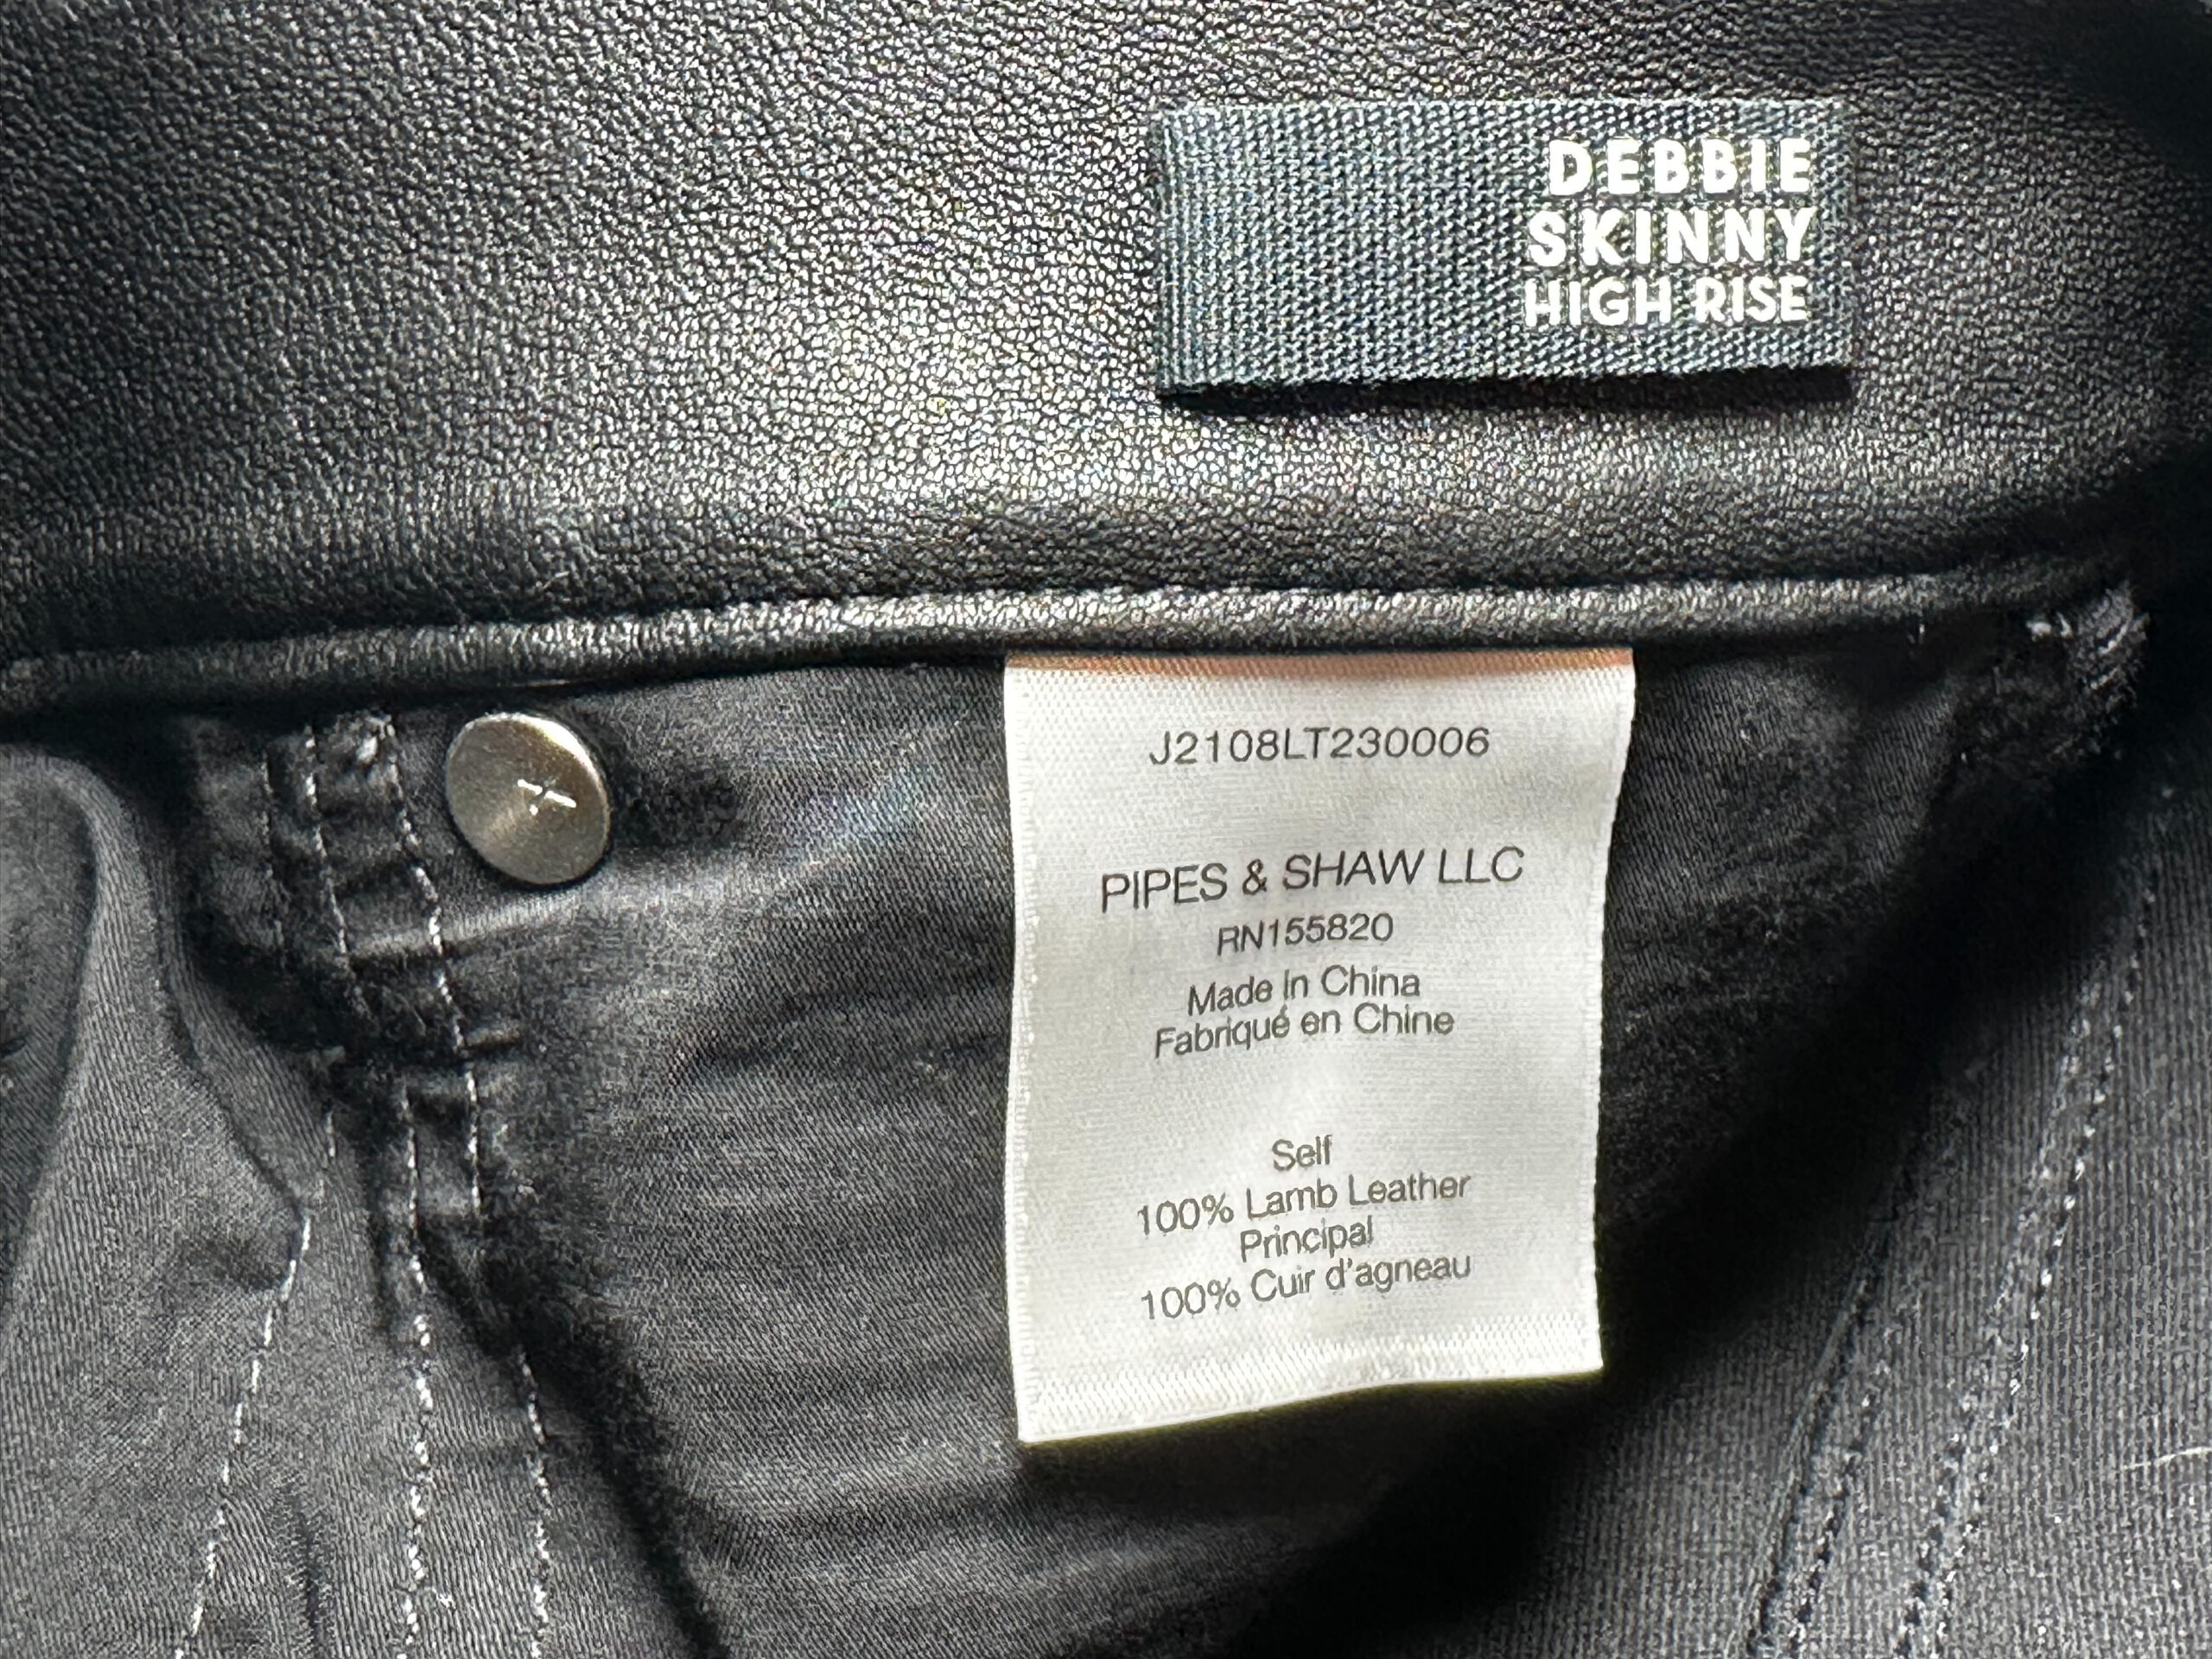 DEBBIE
SKINNY
HIGH RISE
J2108LT230006
PIPES & SHAW LLC
RN155820
Made in China
Fabriqué en Chine
Self
100% Lamb Leather
Principal
100% Cuir d'agneau